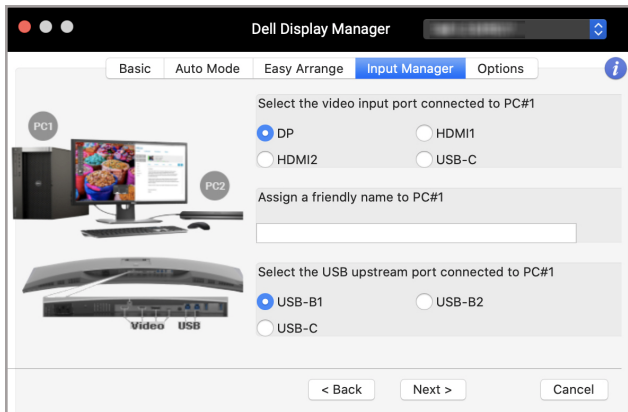 Dell Display Manager
Basic
Auto Mode
Easy Arrange
Input Manager
Options
i
Select the video input port connected to PC#1
DP
HDMI1
HDMI2
USB-C
PC1
PC2
Assign a friendly name to PC#1
Select the USB upstream port connected to PC#1
USB-B1
USB-B2
USB-C
Video USB
< Back
Next >
Cancel